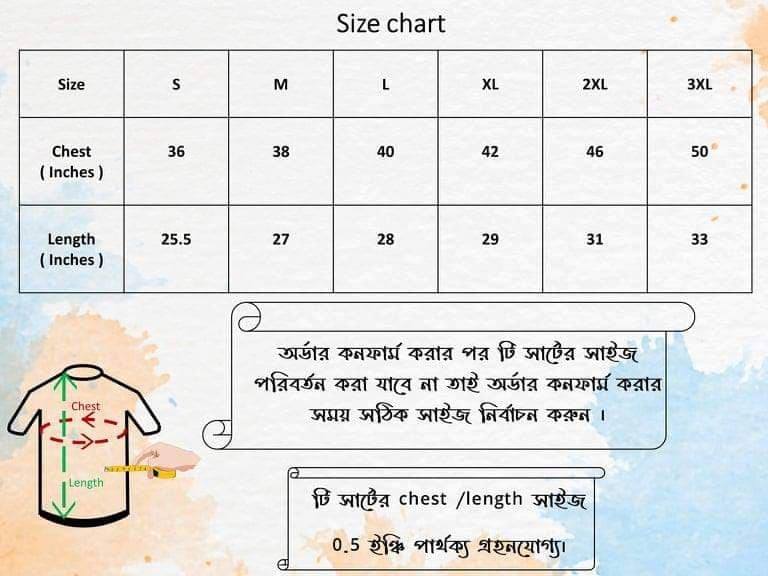 Size chart
Size S M L XL 2XL 3XL
Chest 36 38 40 42 46 50
( Inches )
Length 25.5 27 28 29 31 33
( Inches )
অর্ডার কনফার্ম করার পর টি সার্টের সাইজ
পরিবর্তন করা যাবে না তাই অর্ডার কনফার্ম করার
সময় সঠিক সাইজ নির্বাচন করুন ।
Chest
Length
টি সার্টের chest /length সাইজ
0.5 ইঞ্চি পার্থক্য গ্রহনযোগ্য।